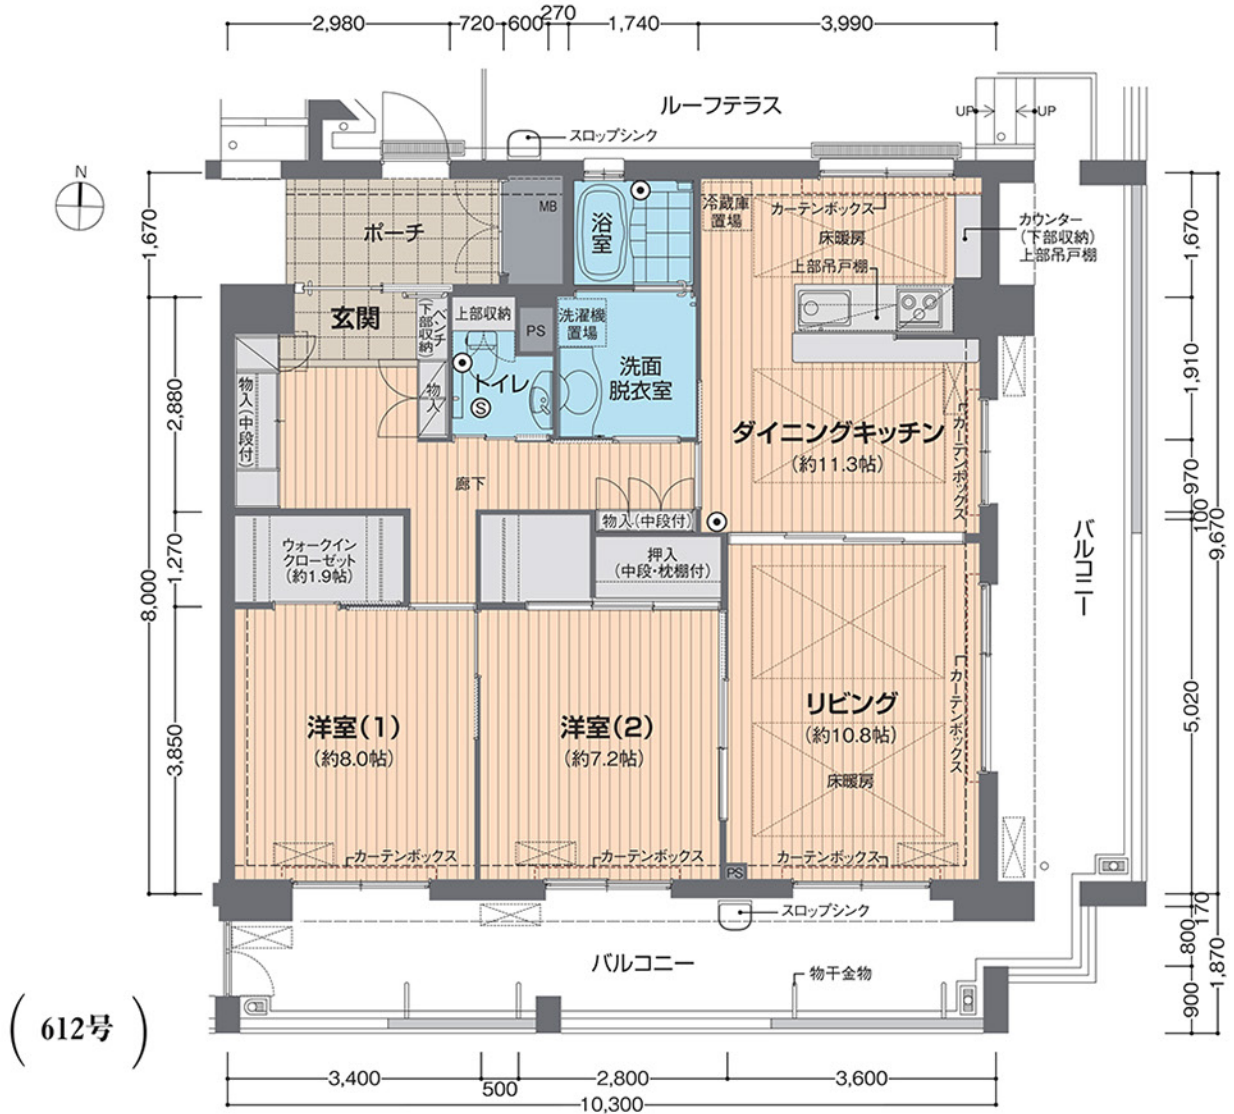 2,980
720
600
270
1,740
3,990
ルーフテラス
UP
UP
スロップシンク
N
MB
浴室
冷蔵庫
置場
カーテンボックス
床暖房
上部吊戸棚
カウンター
(下部収納)
上部吊戸棚
ポーチ
玄関
ベンチ
(下部収納)
上部収納
PS
洗濯機
置場
洗面
脱衣室
トイレ
S
物入
物入(中段付)
ダイニングキッチン
(約11.3帖)
カーテンボックス
廊下
物入(中段付)
ウォークイン
クローゼット
(約1.9帖)
押入
(中段・枕棚付)
バルコニー
洋室(1)
(約8.0帖)
洋室(2)
(約7.2帖)
リビング
(約10.8帖)
床暖房
カーテンボックス
カーテンボックス
カーテンボックス
カーテンボックス
PS
スロップシンク
バルコニー
物干金物
(612号)
1,670
2,880
1,270
8,000
3,850
1,670
1,910
970
100
9,670
5,020
170
800
1,870
900
3,400
500
2,800
3,600
10,300